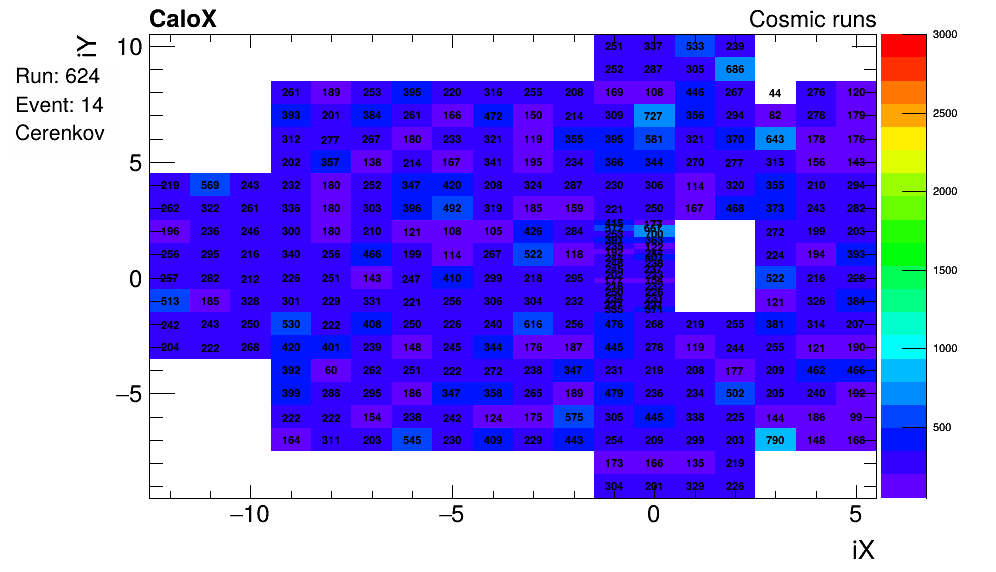 CaloX Cosmic runs
iY
Run: 624
Event: 14
Cerenkov
10 5 0 −5
3000 2500 2000 1500 1000 500
251 337 533 239
252 287 305 686
261 189 253 395 220 316 255 206 169 108 446 267 44 276 120
393 201 384 261 166 472 150 214 309 727 356 294 82 278 179
312 277 267 180 233 321 119 355 395 581 321 370 643 178 176
202 357 136 214 167 341 195 234 366 344 270 277 315 156 143
219 569 243 232 180 252 347 420 208 324 287 230 306 114 320 355 210 294
262 322 261 336 180 303 396 492 319 185 159 221 250 167 468 373 243 282
196 236 246 300 180 210 121 108 105 426 284 272 199 203
256 295 216 340 256 466 199 114 267 522 118 224 194 393
257 262 212 226 251 143 247 410 299 218 295 522 216 228
513 185 328 301 229 331 221 256 306 304 232 121 326 384
242 243 250 530 222 408 250 226 240 616 256 476 268 219 255 381 314 207
204 222 268 420 401 239 148 245 344 176 187 445 278 119 244 255 121 190
392 60 262 251 222 272 238 347 231 219 208 177 209 462 466
399 288 295 186 347 358 265 189 479 236 234 502 205 240 192
222 222 154 238 242 124 175 575 305 445 338 225 144 186 99
164 311 203 545 230 409 229 443 254 209 299 203 790 148 168
173 166 135 219
304 201 329 226
−10 −5 0 5
iX